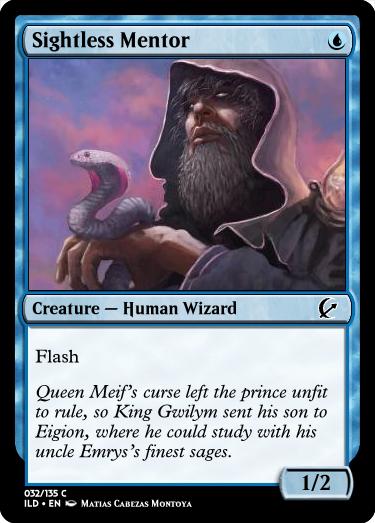 Sightless Mentor
Creature — Human Wizard
Flash
Queen Meif's curse left the prince unfit
to rule, so King Gwilym sent his son to
Eigion, where he could study with his
uncle Emrys's finest sages.
1/2
032/135 C
ILD • EN Matias Cabezas Montoya